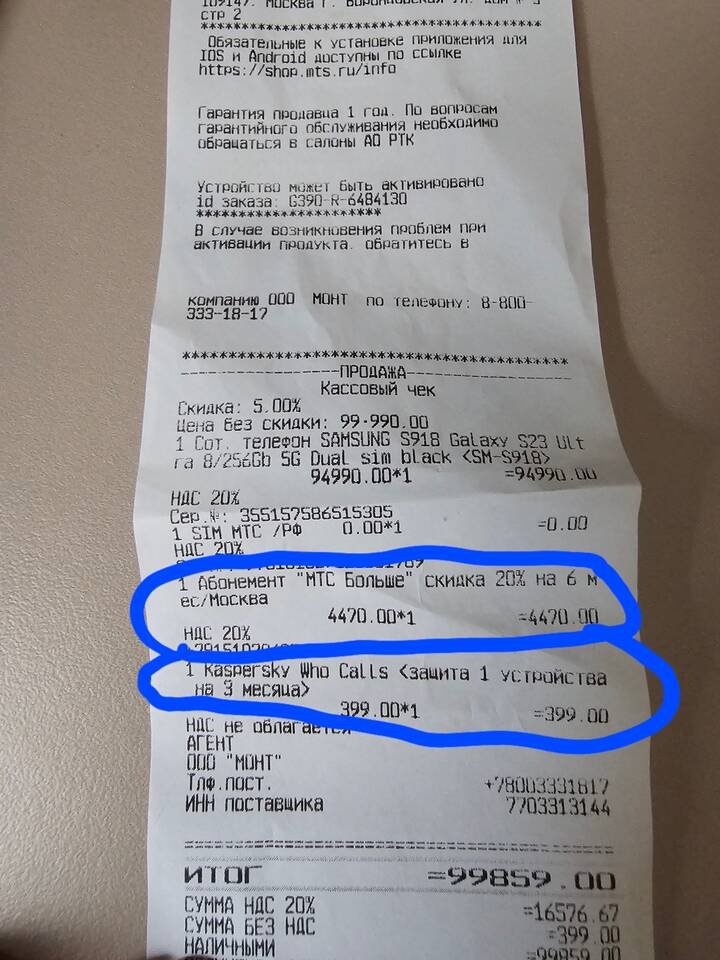 109147, МОСКВА Г, ВОРОНЦОВСКАЯ УЛ, ДОМ №
СТР 2
*******************************************
Обязательные к установке приложения для
IOS и Android доступны по ссылке
https://shop.mts.ru/info
Гарантия продавца 1 год. По вопросам
гарантийного обслуживания необходимо
обращаться в салоны АО РТК
Устройство может быть активировано
id заказа: G390-R-6484130
*********************
В случае возникновения проблем при
активации продукта, обратитесь в
компанию ООО МОНТ по телефону: 8-800-
333-18-17
*******************************************
-----------------ПРОДАЖА-----------------
Кассовый чек
Скидка: 5.00%
Цена без скидки: 99-990.00
1 Сот. телефон SAMSUNG S918 Galaxy S23 Ult
ra 8/256Gb 5G Dual sim black <SM-S918>
94990.00*1 =94990.00
НДС 20%
Сер.№: 355157586515305
1 SIM МТС /РФ 0.00*1 =0.00
НДС 20%
1 Абонемент "МТС Больше" скидка 20% на 6 м
ес/Москва
4470.00*1 =4470.00
НДС 20%
1 Kaspersky Who Calls <защита 1 устройства
на 3 месяца>
399.00*1 =399.00
НДС не облагается
АГЕНТ
ООО "МОНТ"
Тлф.пост. +78003331817
ИНН поставщика 7703313144
ИТОГ =99859.00
СУММА НДС 20% =16576.67
СУММА БЕЗ НДС =399.00
НАЛИЧНЫМИ =99859.00